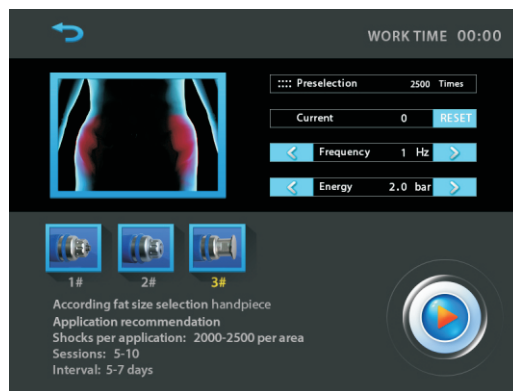 WORK TIME 00:00
:::: Preselection 2500 Times
Current 0 RESET
Frequency 1 Hz
Energy 2.0 bar
1# 2# 3#
According fat size selection handpiece
Application recommendation
Shocks per application: 2000-2500 per area
Sessions: 5-10
Interval: 5-7 days